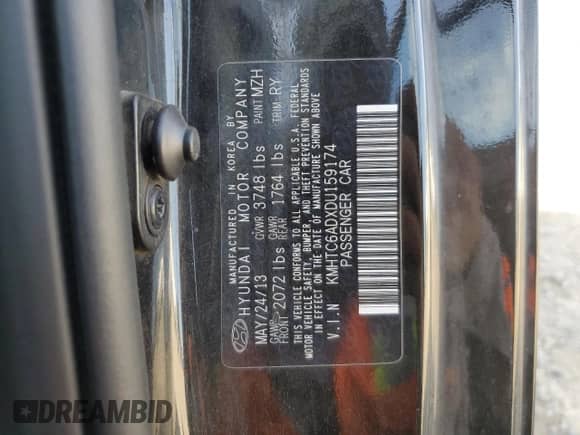 MANUFACTURED IN KOREA BY
HYUNDAI MOTOR COMPANY
MAY/24/13 GVWR 3748 lbs PAINT MZH
GAWR FRONT 2072 lbs GAWR REAR 1764 lbs TRIM RY
THIS VEHICLE CONFORMS TO ALL APPLICABLE U.S.A. FEDERAL
MOTOR VEHICLE SAFETY, BUMPER, AND THEFT PREVENTION STANDARDS
IN EFFECT ON THE DATE OF MANUFACTURE SHOWN ABOVE
V.I.N KMHTC6ADXDU159174
PASSENGER CAR
DREAMBID